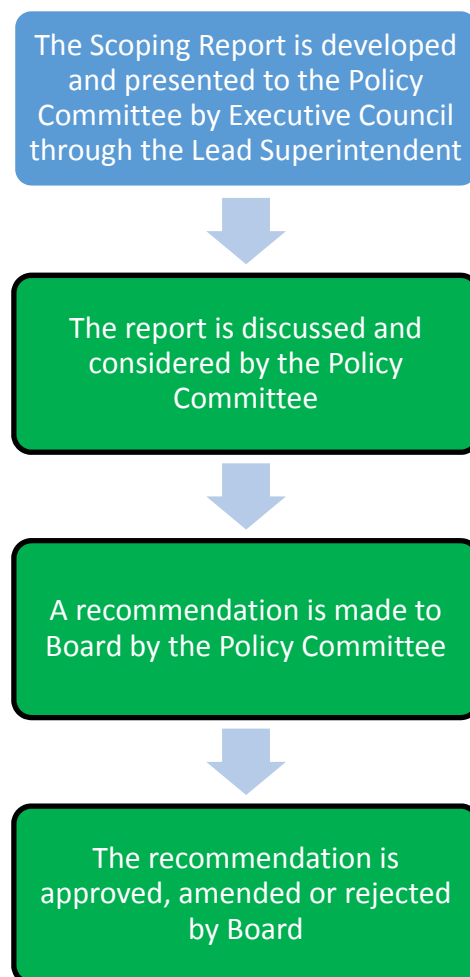 The Scoping Report is developed
and presented to the Policy
Committee by Executive Council
through the Lead Superintendent
The report is discussed and
considered by the Policy
Committee
A recommendation is made to
Board by the Policy Committee
The recommendation is
approved, amended or rejected
by Board